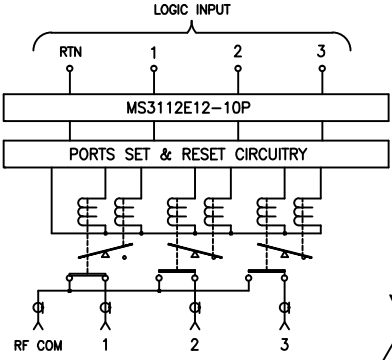 LOGIC INPUT
RTN 1 2 3
MS3112E12-10P
PORTS SET & RESET CIRCUITRY
RF COM 1 2 3